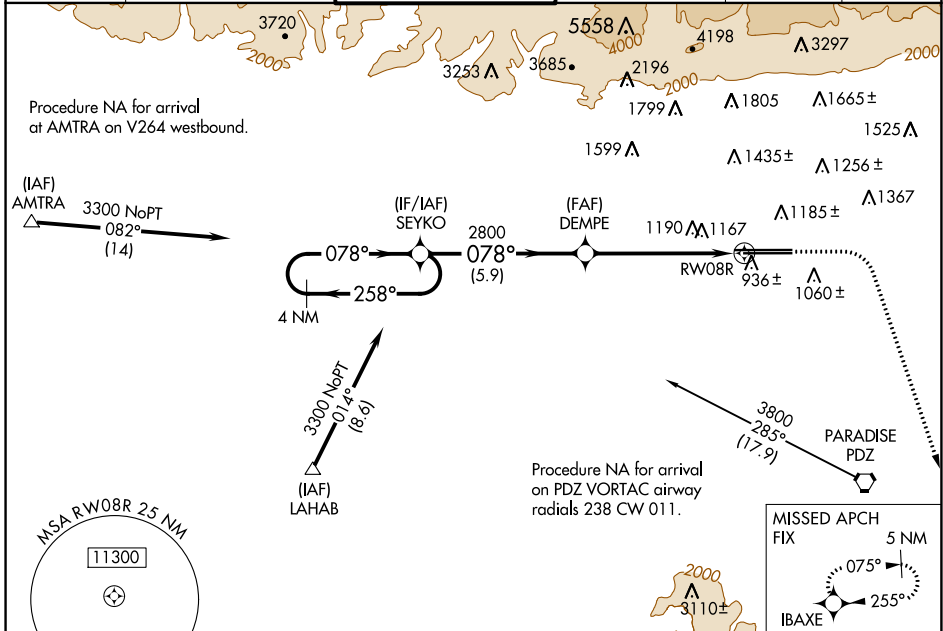 3720
2000
3253
3685
5558
4000
4198
3297
2000
2196
2000
1799
1805
1665±
1525
1599
1435±
1256±
1367
1185±
1190
1167
936±
1060±
Procedure NA for arrival
at AMTRA on V264 westbound.
(IAF)
AMTRA
3300 NoPT
082°
(14)
(IF/IAF)
SEYKO
078°
258°
4 NM
2800
078°
(5.9)
(FAF)
DEMPE
RW08R
3300 NoPT
014°
(8.6)
(IAF)
LAHAB
3800
285°
(17.9)
PARADISE
PDZ
Procedure NA for arrival
on PDZ VORTAC airway
radials 238 CW 011.
MSA RW08R 25 NM
11300
2000
3110±
MISSED APCH
FIX
5 NM
075°
255°
IBAXE